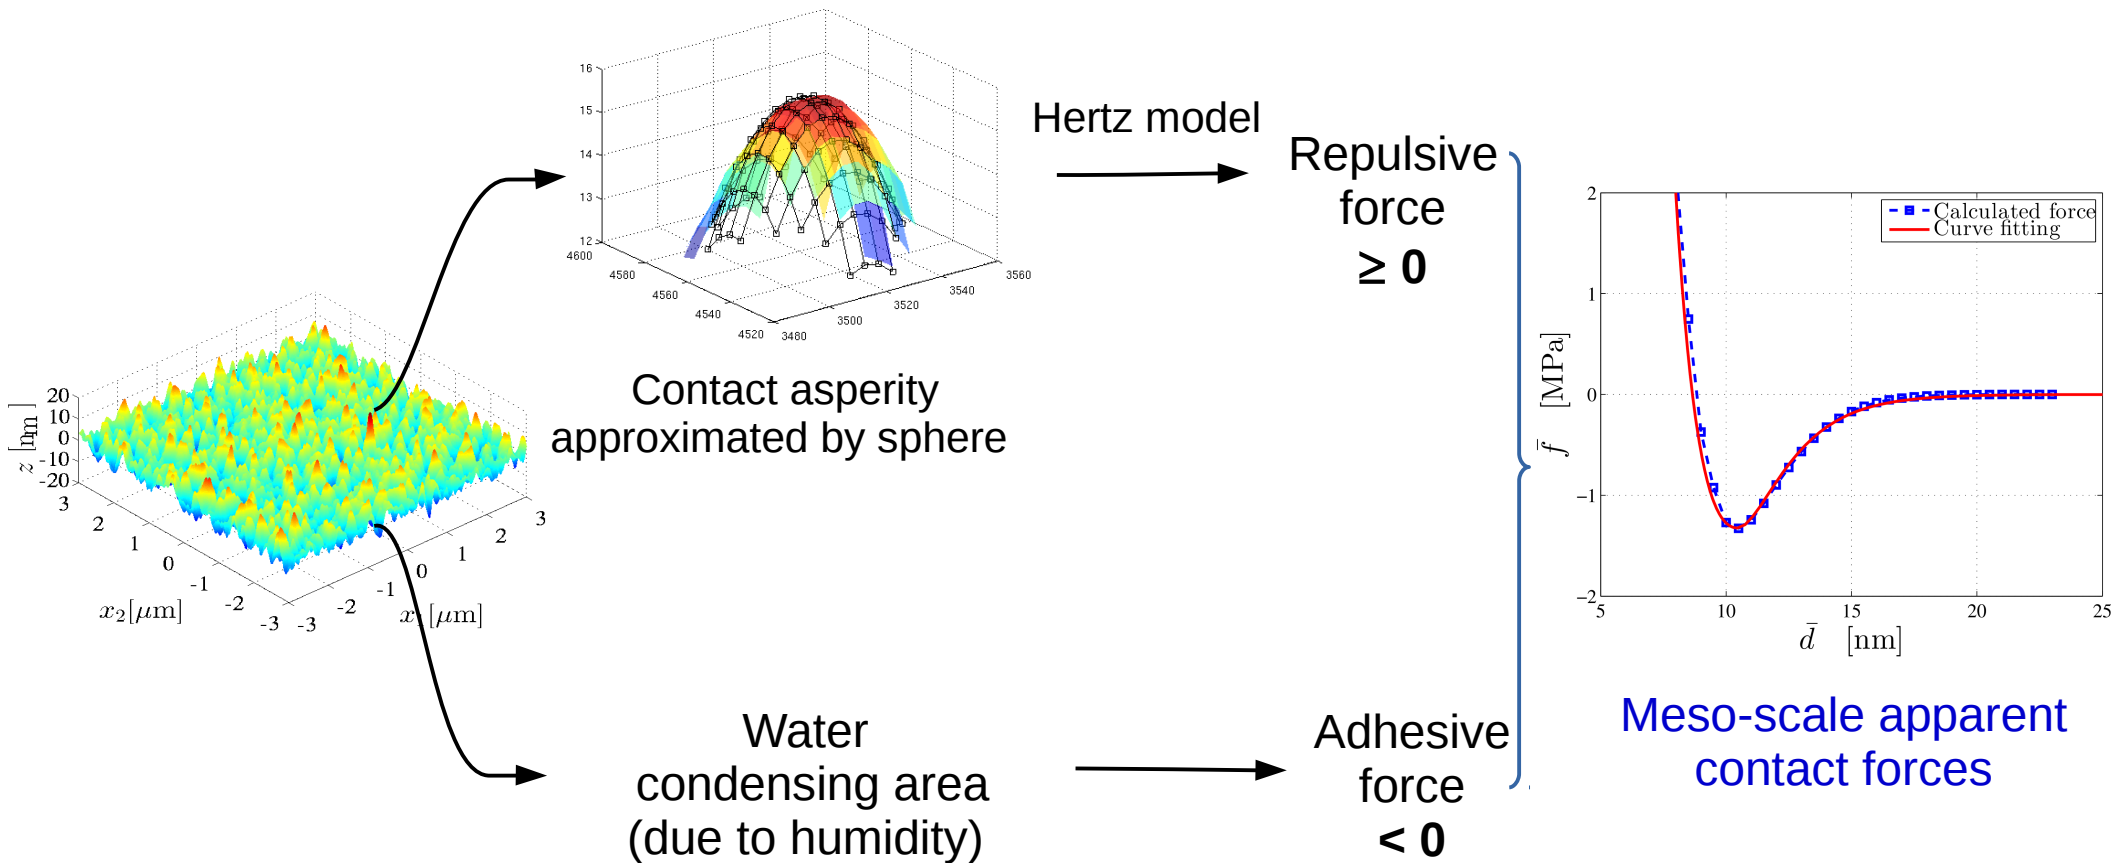 16
15
14
13
12
4600
4580
4560
4540
4520
3480
3500
3520
3540
3560
Hertz model
Repulsive
force
≥ 0
Contact asperity
approximated by sphere
z [nm]
20
10
0
-10
-20
3
2
1
0
-1
-2
-3
x₂[μm]
-3
-2
-1
0
1
2
3
[μm]
Water
condensing area
(due to humidity)
Adhesive
force
< 0
Calculated force
Curve fitting
f̄ [MPa]
2
1
0
−1
−2
5
10
15
20
25
d̄ [nm]
Meso-scale apparent
contact forces